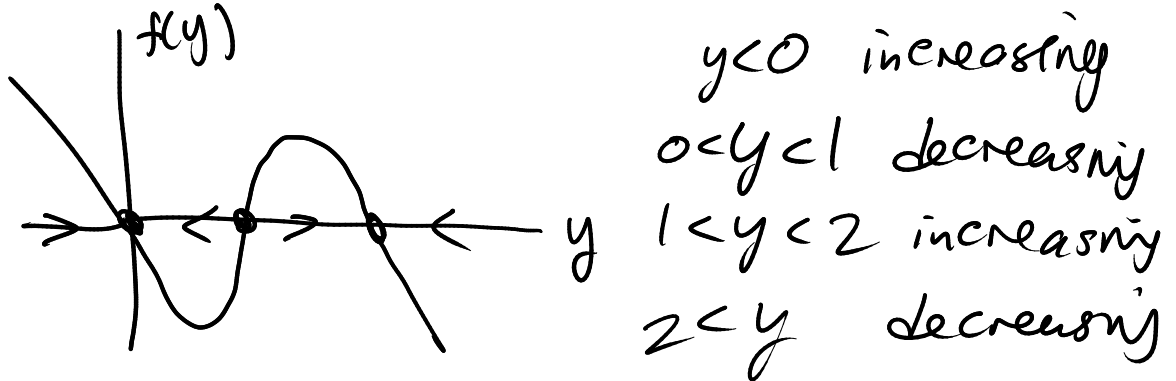 f(y)
y<0 increasing
0<y<1 decreasing
y
1<y<2 increasing
2<y decreasing